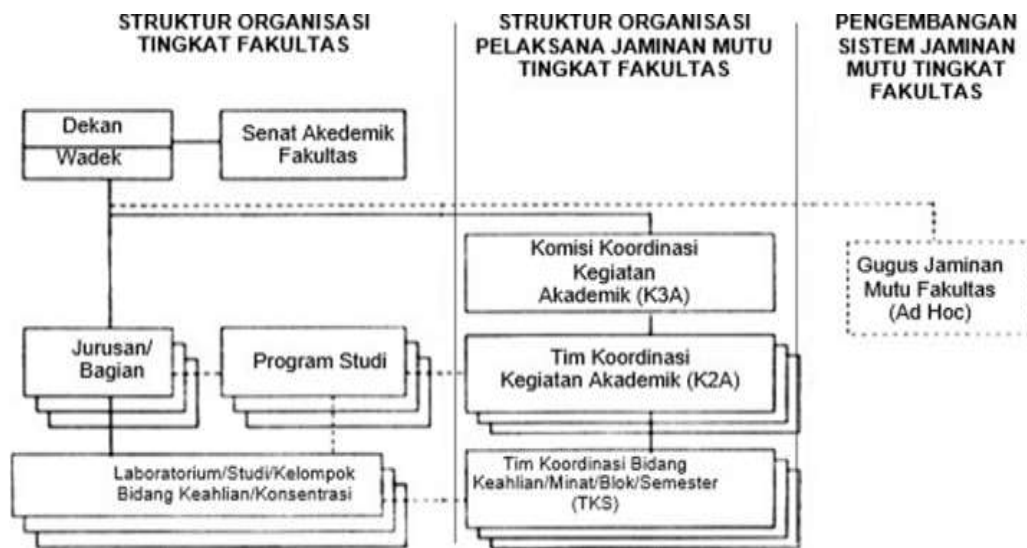 STRUKTUR ORGANISASI
TINGKAT FAKULTAS
STRUKTUR ORGANISASI
PELAKSANA JAMINAN MUTU
TINGKAT FAKULTAS
PENGEMBANGAN
SISTEM JAMINAN
MUTU TINGKAT
FAKULTAS
Dekan
Wadek
Senat Akedemik
Fakultas
Komisi Koordinasi
Kegiatan
Akademik (K3A)
Gugus Jaminan
Mutu Fakultas
(Ad Hoc)
Jurusan/
Bagian
Program Studi
Tim Koordinasi
Kegiatan Akademik (K2A)
Laboratorium/Studi/Kelompok
Bidang Keahlian/Konsentrasi
Tim Koordinasi Bidang
Keahlian/Minat/Blok/Semester
(TKS)